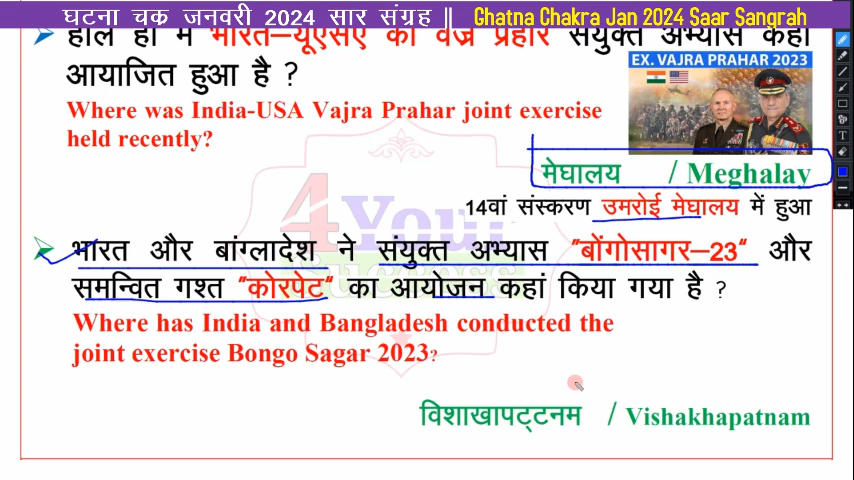 घटना चक्र जनवरी 2024 सार संग्रह || Ghatna Chakra Jan 2024 Saar Sangrah
हाल ही में भारत–यूएसए का वज्र प्रहार संयुक्त अभ्यास कहां
आयाजित हुआ है ?
EX. VAJRA PRAHAR 2023
Where was India-USA Vajra Prahar joint exercise
held recently?
मेघालय / Meghalay
14वां संस्करण उमरोई मेघालय में हुआ
भारत और बांग्लादेश ने संयुक्त अभ्यास "बोंगोसागर–23" और
समन्वित गश्त "कोरपेट" का आयोजन कहां किया गया है ?
Where has India and Bangladesh conducted the
joint exercise Bongo Sagar 2023?
विशाखापट्टनम / Vishakhapatnam
4Your
Success